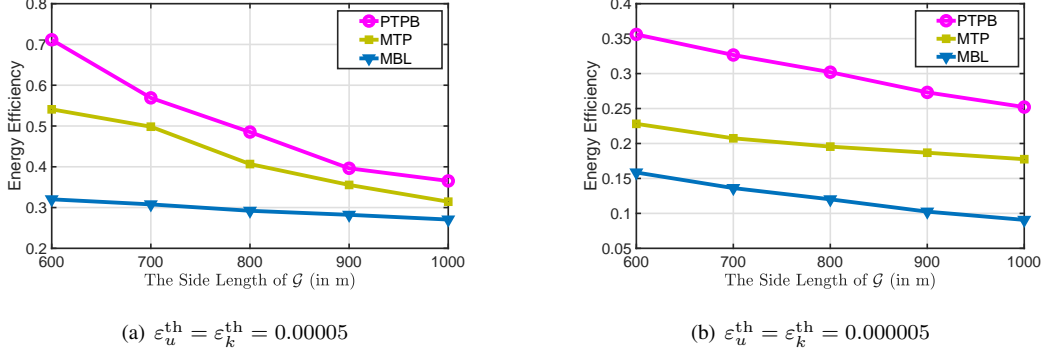 0.8
0.7
0.6
0.5
0.4
0.3
0.2
Energy Efficiency
PTPB
MTP
MBL
600 700 800 900 1000
The Side Length of 𝒢 (in m)
(a) ε_u^th = ε_k^th = 0.00005
0.4
0.35
0.3
0.25
0.2
0.15
0.1
0.05
Energy Efficiency
PTPB
MTP
MBL
600 700 800 900 1000
The Side Length of 𝒢 (in m)
(b) ε_u^th = ε_k^th = 0.000005